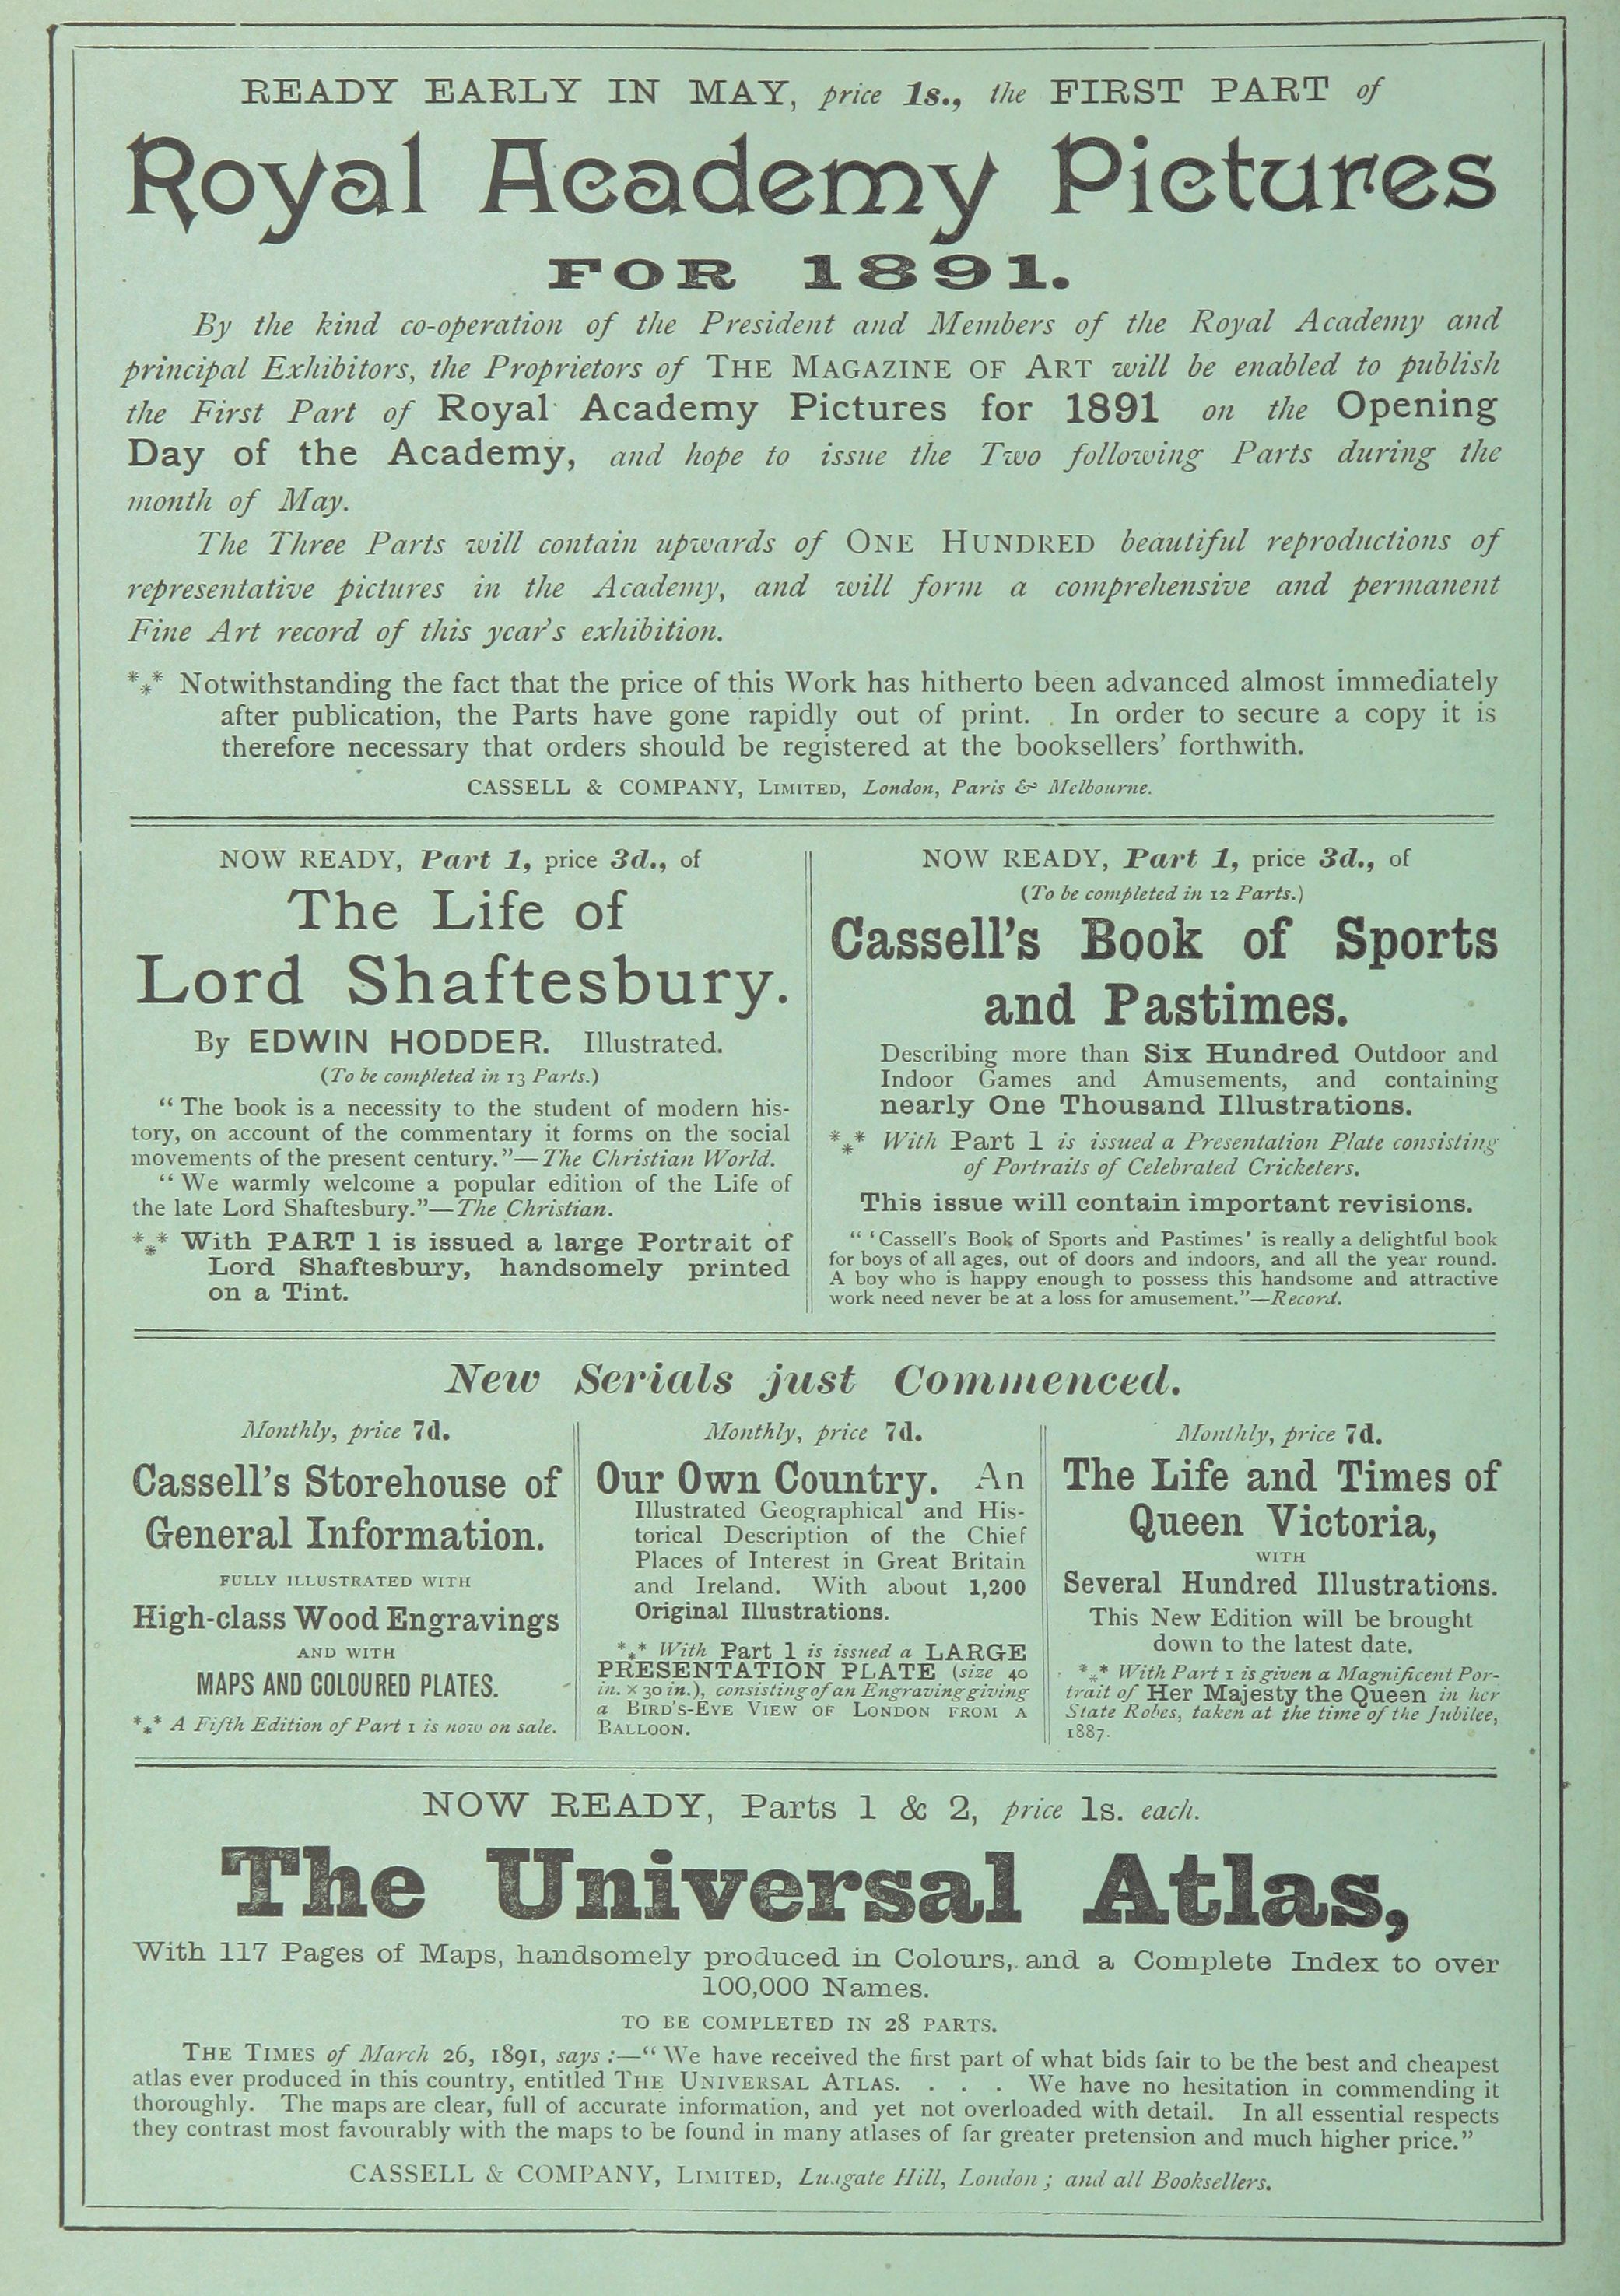 READY EARLY IN MAY, price 1s., the FIRST PART of
Royal Academy Pictures
FOR 1891.
By the kind co-operation of the President and Members of the Royal Academy and
principal Exhibitors, the Proprietors of THE MAGAZINE OF ART will be enabled to publish
the First Part of Royal Academy Pictures for 1891 on the Opening
Day of the Academy, and hope to issue the Two following Parts during the
month of May.
The Three Parts will contain upwards of ONE HUNDRED beautiful reproductions of
representative pictures in the Academy, and will form a comprehensive and permanent
Fine Art record of this year's exhibition.
*** Notwithstanding the fact that the price of this Work has hitherto been advanced almost immediately
after publication, the Parts have gone rapidly out of print. In order to secure a copy it is
therefore necessary that orders should be registered at the booksellers' forthwith.
CASSELL & COMPANY, LIMITED, London, Paris & Melbourne.
NOW READY, Part 1, price 3d., of
The Life of
Lord Shaftesbury.
By EDWIN HODDER. Illustrated.
(To be completed in 13 Parts.)
"The book is a necessity to the student of modern his-
tory, on account of the commentary it forms on the social
movements of the present century."—The Christian World.
"We warmly welcome a popular edition of the Life of
the late Lord Shaftesbury."—The Christian.
*** With PART 1 is issued a large Portrait of
Lord Shaftesbury, handsomely printed
on a Tint.
NOW READY, Part 1, price 3d., of
(To be completed in 12 Parts.)
Cassell's Book of Sports
and Pastimes.
Describing more than Six Hundred Outdoor and
Indoor Games and Amusements, and containing
nearly One Thousand Illustrations.
*** With Part 1 is issued a Presentation Plate consisting
of Portraits of Celebrated Cricketers.
This issue will contain important revisions.
"'Cassell's Book of Sports and Pastimes' is really a delightful book
for boys of all ages, out of doors and indoors, and all the year round.
A boy who is happy enough to possess this handsome and attractive
work need never be at a loss for amusement."—Record.
New Serials just Commenced.
Monthly, price 7d.
Cassell's Storehouse of
General Information.
FULLY ILLUSTRATED WITH
High-class Wood Engravings
AND WITH
MAPS AND COLOURED PLATES.
*** A Fifth Edition of Part 1 is now on sale.
Monthly, price 7d.
Our Own Country. An
Illustrated Geographical and His-
torical Description of the Chief
Places of Interest in Great Britain
and Ireland. With about 1,200
Original Illustrations.
*** With Part 1 is issued a LARGE
PRESENTATION PLATE (size 40
in. × 30 in.), consisting of an Engraving giving
a BIRD'S-EYE VIEW OF LONDON FROM A
BALLOON.
Monthly, price 7d.
The Life and Times of
Queen Victoria,
WITH
Several Hundred Illustrations.
This New Edition will be brought
down to the latest date.
*** With Part 1 is given a Magnificent Por-
trait of Her Majesty the Queen in her
State Robes, taken at the time of the Jubilee,
1887.
NOW READY, Parts 1 & 2, price 1s. each.
The Universal Atlas,
With 117 Pages of Maps, handsomely produced in Colours, and a Complete Index to over
100,000 Names.
TO BE COMPLETED IN 28 PARTS.
THE TIMES of March 26, 1891, says:—"We have received the first part of what bids fair to be the best and cheapest
atlas ever produced in this country, entitled THE UNIVERSAL ATLAS. . . . We have no hesitation in commending it
thoroughly. The maps are clear, full of accurate information, and yet not overloaded with detail. In all essential respects
they contrast most favourably with the maps to be found in many atlases of far greater pretension and much higher price."
CASSELL & COMPANY, LIMITED, Ludgate Hill, London; and all Booksellers.